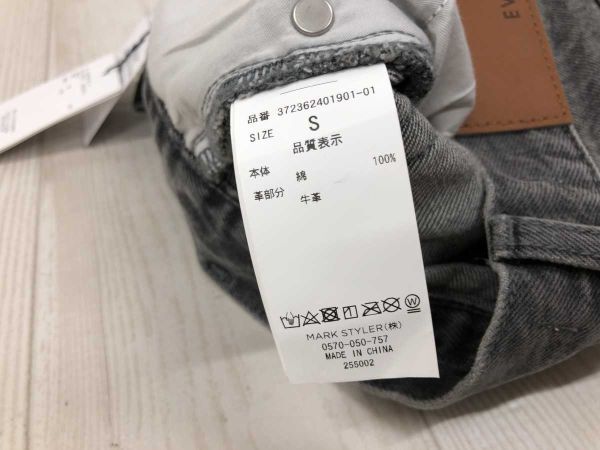 品番 372362401901-01
SIZE S
品質表示
本体 綿 100%
革部分 牛革
MARK STYLER(株)
0570-050-757
MADE IN CHINA
255002
EV